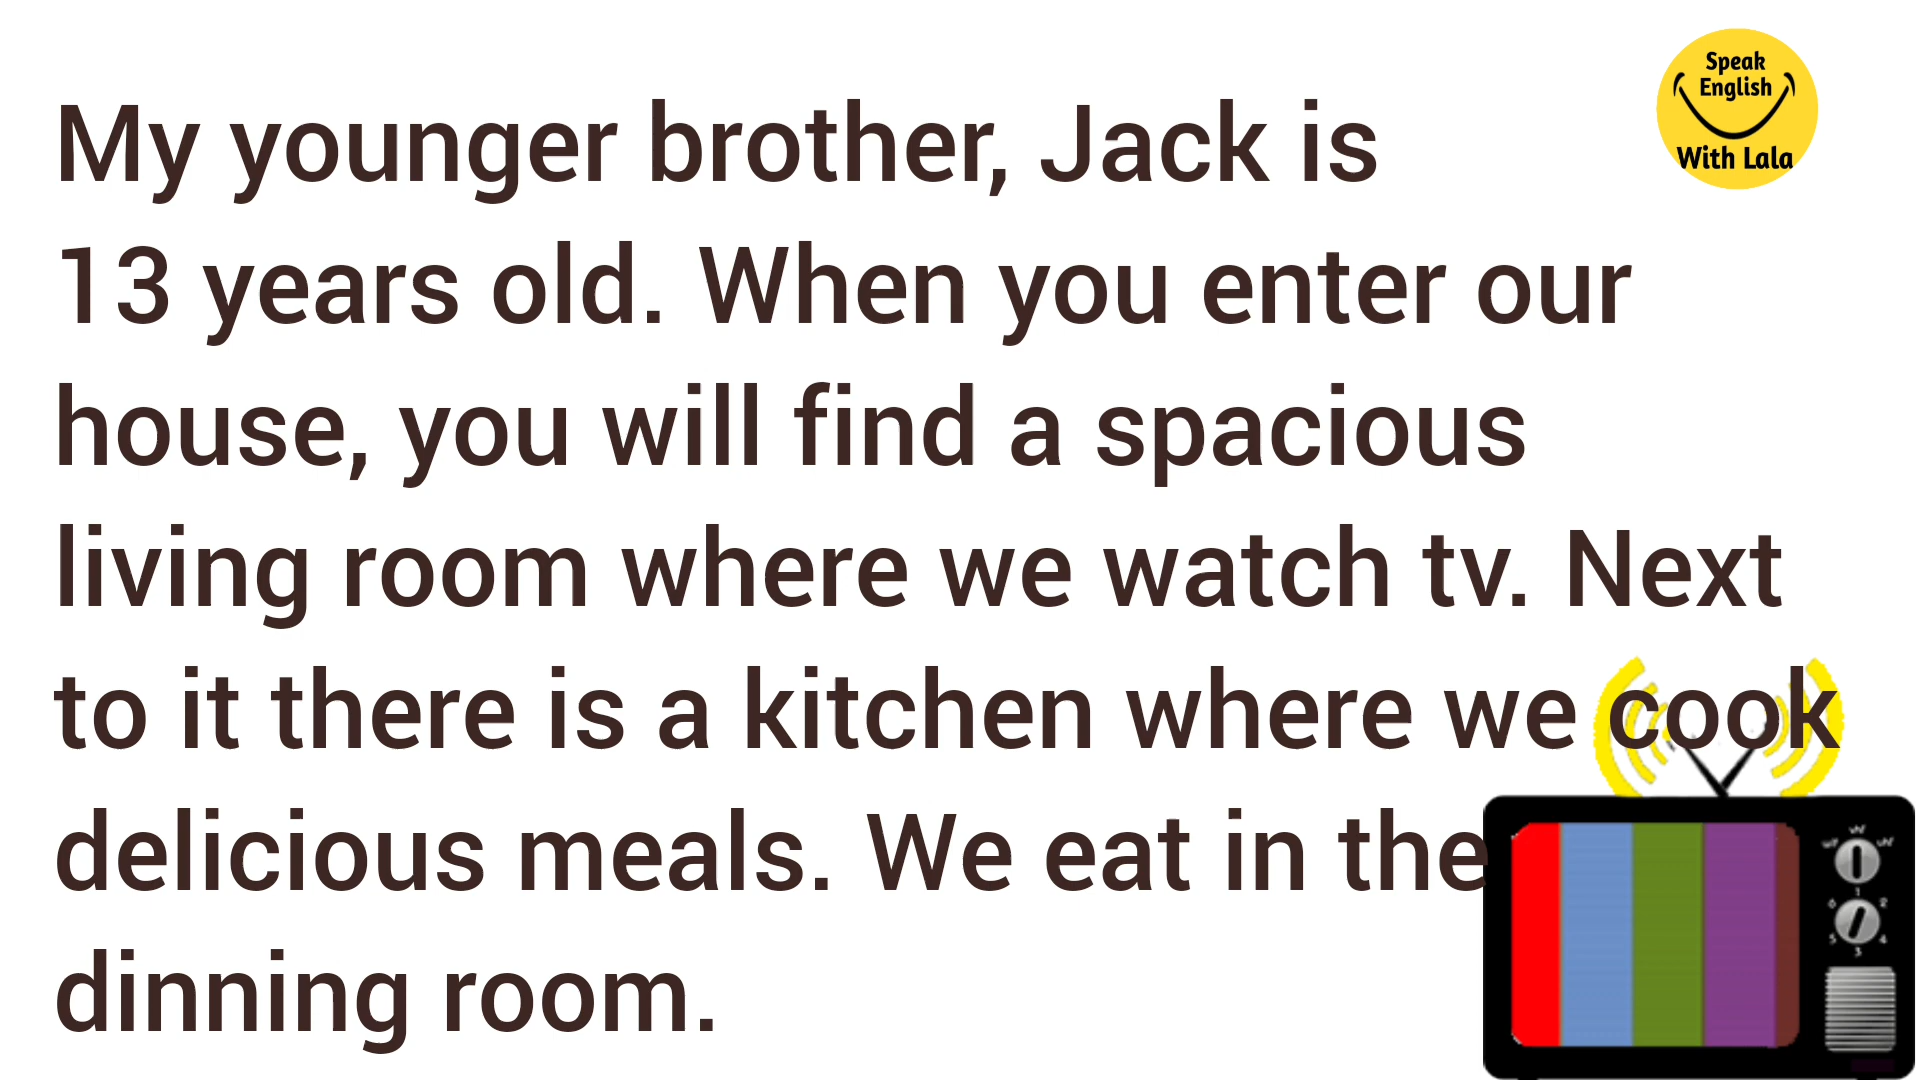 Speak
English
With Lala
My younger brother, Jack is
13 years old. When you enter our
house, you will find a spacious
living room where we watch tv. Next
to it there is a kitchen where we cook
delicious meals. We eat in the
dinning room.